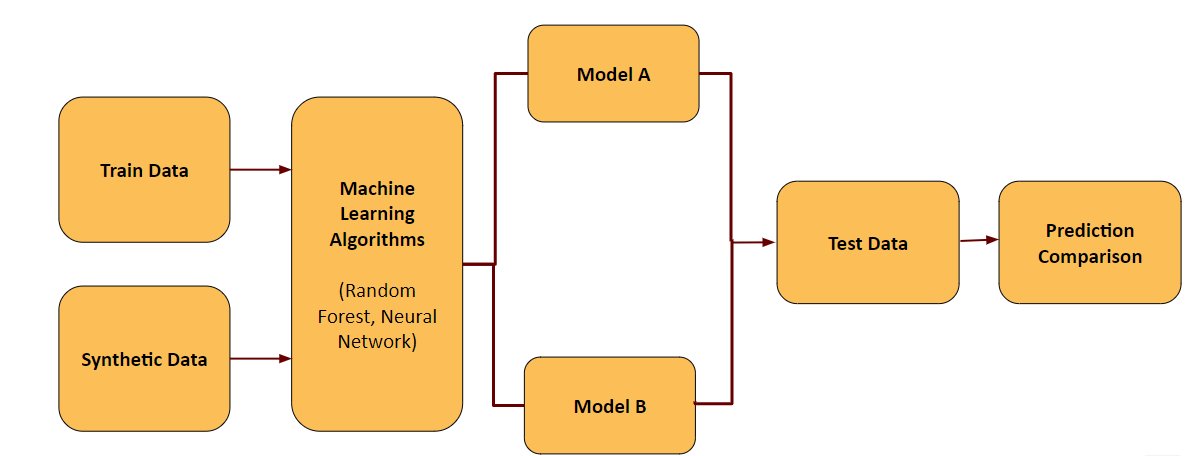 Train Data
Synthetic Data
Machine
Learning
Algorithms
(Random
Forest, Neural
Network)
Model A
Model B
Test Data
Prediction
Comparison